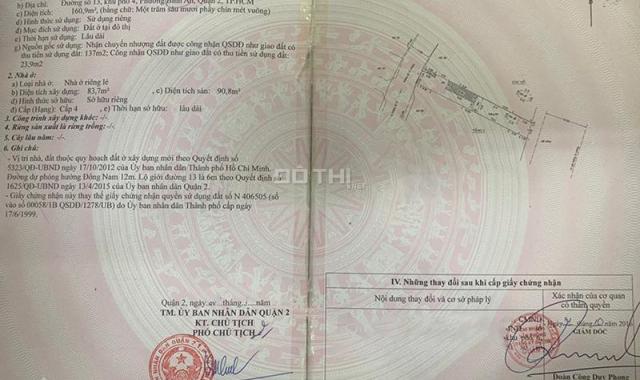 b) Địa chỉ: Đường số 13, khu phố 4, Phường Bình An, Quận 2, TP.HCM
c) Diện tích: 160,9m², (bằng chữ: Một trăm sáu mươi phẩy chín mét vuông)
d) Hình thức sử dụng: Sử dụng riêng
đ) Mục đích sử dụng: Đất ở tại đô thị
e) Thời hạn sử dụng: Lâu dài
g) Nguồn gốc sử dụng: Nhận chuyển nhượng đất được công nhận QSDĐ như giao đất có
thu tiền sử dụng đất: 137m2; Công nhận QSDĐ như giao đất có thu tiền sử dụng đất:
23,9m2
2. Nhà ở:
a) Loại nhà ở: Nhà ở riêng lẻ
b) Diện tích xây dựng: 83,7m² , c) Diện tích sàn: 90,8m²
d) Hình thức sở hữu: Sở hữu riêng
đ) Cấp (Hạng): Cấp 4 , e) Thời hạn sở hữu: lâu dài
3. Công trình xây dựng khác: -/-
4. Rừng sản xuất là rừng trồng: -/-
5. Cây lâu năm: -/-
6. Ghi chú:
- Vị trí nhà, đất thuộc quy hoạch đất ở xây dựng mới theo Quyết định số
5323/QĐ-UBND ngày 17/10/2012 của Ủy ban nhân dân Thành phố Hồ Chí Minh.
Đường dự phóng hướng Đông Nam 12m. Lộ giới đường 13 là 6m theo Quyết định số
1625/QĐ-UBND ngày 13/4/2015 của Ủy ban nhân dân Quận 2.
- Giấy chứng nhận này thay thế giấy chứng nhận quyền sử dụng đất số N 406505 (số
vào sổ 00058/1B QSDĐ/1278/UB) do Ủy ban nhân dân Thành phố cấp ngày
17/6/1999.
ĐÔ THỊ
.NET.VN
Quận 2, ngày tháng năm
TM. ỦY BAN NHÂN DÂN QUẬN 2
KT. CHỦ TỊCH
PHÓ CHỦ TỊCH
IV. Những thay đổi sau khi cấp giấy chứng nhận
Nội dung thay đổi và cơ sở pháp lý
Xác nhận của cơ quan
có thẩm quyền
GIÁM ĐỐC
Đoàn Công Duy Phong